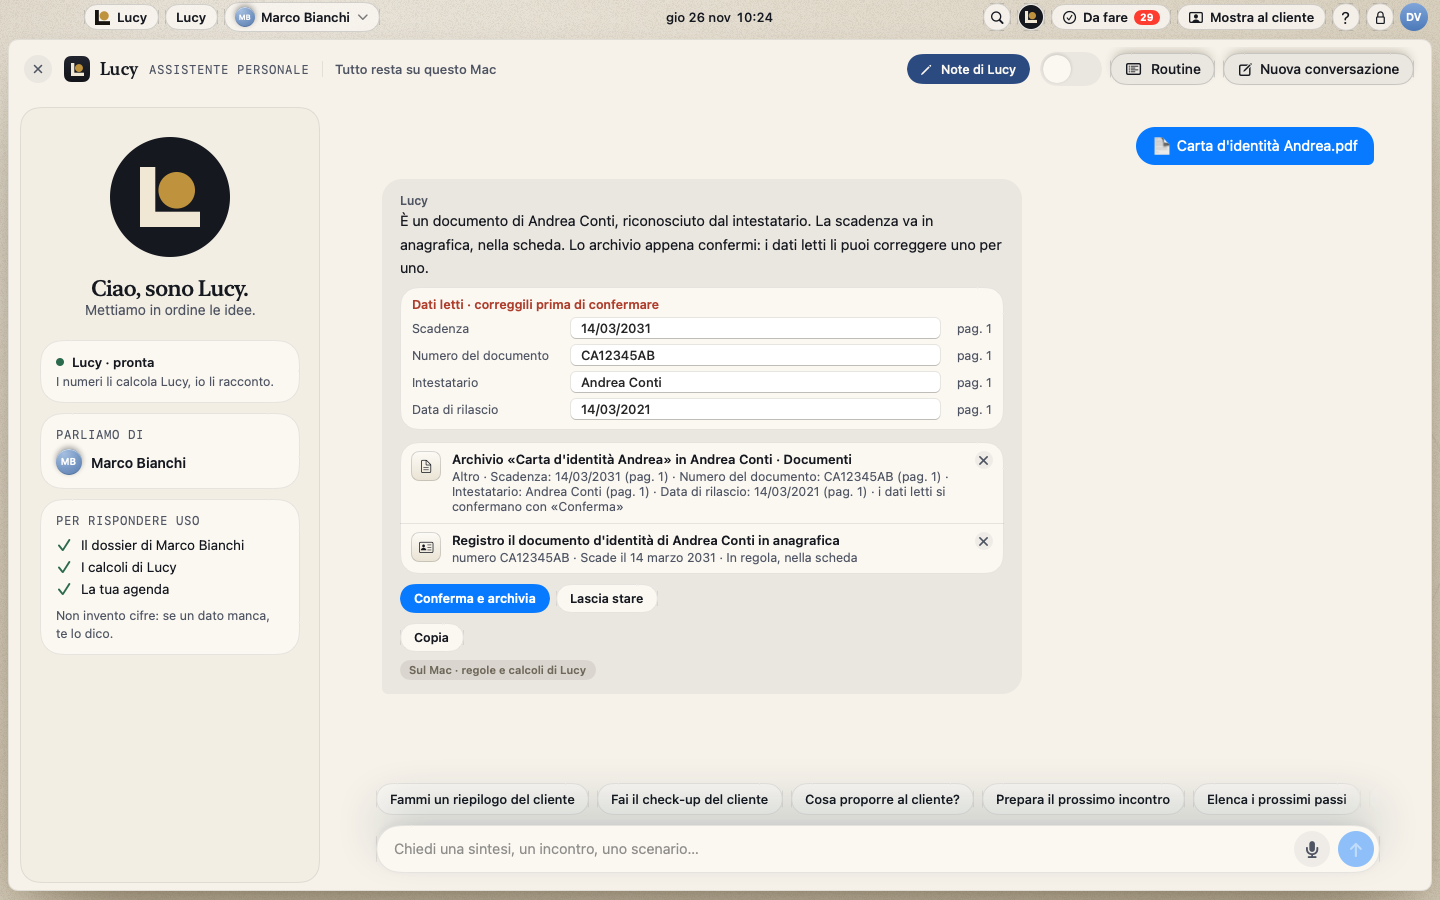 Lucy
Lucy
MB Marco Bianchi
gio 26 nov 10:24
Da fare 29
Mostra al cliente
?
DV
Lucy ASSISTENTE PERSONALE Tutto resta su questo Mac
Note di Lucy
Routine
Nuova conversazione
Ciao, sono Lucy.
Mettiamo in ordine le idee.
Lucy · pronta
I numeri li calcola Lucy, io li racconto.
PARLIAMO DI
MB Marco Bianchi
PER RISPONDERE USO
Il dossier di Marco Bianchi
I calcoli di Lucy
La tua agenda
Non invento cifre: se un dato manca,
te lo dico.
Carta d'identità Andrea.pdf
Lucy
È un documento di Andrea Conti, riconosciuto dal intestatario. La scadenza va in
anagrafica, nella scheda. Lo archivio appena confermi: i dati letti li puoi correggere uno per
uno.
Dati letti · correggili prima di confermare
Scadenza 14/03/2031 pag. 1
Numero del documento CA12345AB pag. 1
Intestatario Andrea Conti pag. 1
Data di rilascio 14/03/2021 pag. 1
Archivio «Carta d'identità Andrea» in Andrea Conti · Documenti
Altro · Scadenza: 14/03/2031 (pag. 1) · Numero del documento: CA12345AB (pag. 1) ·
Intestatario: Andrea Conti (pag. 1) · Data di rilascio: 14/03/2021 (pag. 1) · i dati letti si
confermano con «Conferma»
Registro il documento d'identità di Andrea Conti in anagrafica
numero CA12345AB · Scade il 14 marzo 2031 · In regola, nella scheda
Conferma e archivia
Lascia stare
Copia
Sul Mac · regole e calcoli di Lucy
Fammi un riepilogo del cliente
Fai il check-up del cliente
Cosa proporre al cliente?
Prepara il prossimo incontro
Elenca i prossimi passi
Chiedi una sintesi, un incontro, uno scenario...